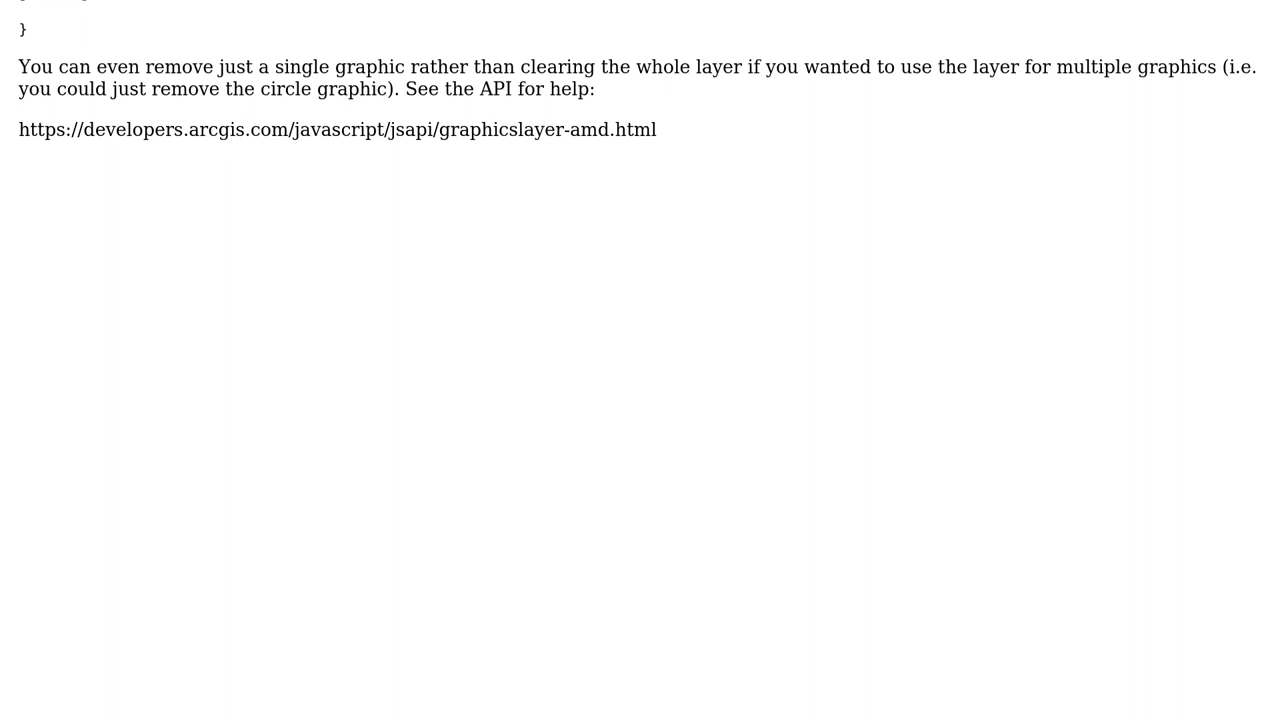 }
You can even remove just a single graphic rather than clearing the whole layer if you wanted to use the layer for multiple graphics (i.e.
you could just remove the circle graphic). See the API for help:
https://developers.arcgis.com/javascript/jsapi/graphicslayer-amd.html